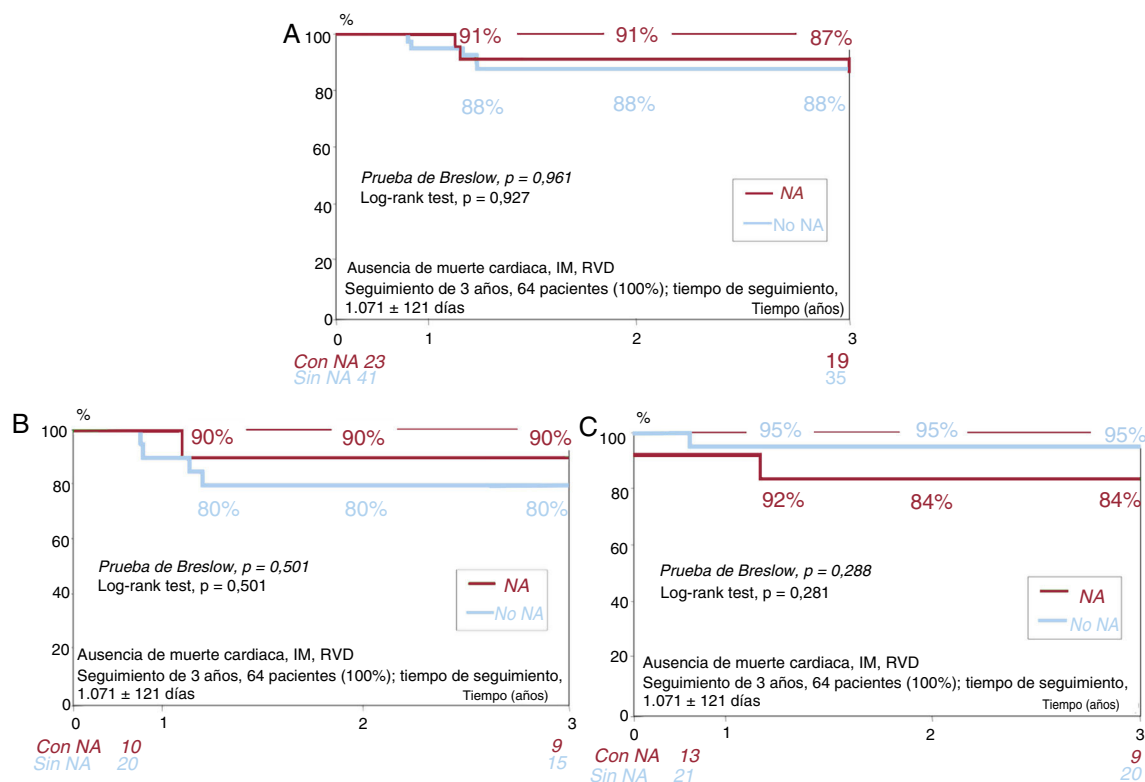 A
%
100
80
60
40
20
0
91%
91%
87%
88%
88%
88%
Prueba de Breslow, p = 0,961
Log-rank test, p = 0,927
NA
No NA
Ausencia de muerte cardiaca, IM, RVD
Seguimiento de 3 años, 64 pacientes (100%); tiempo de seguimiento,
1.071 ± 121 días
Tiempo (años)
0 1 2 3
Con NA 23 19
Sin NA 41 35
B
%
100
80
60
40
20
0
90%
90%
90%
80%
80%
80%
Prueba de Breslow, p = 0,501
Log-rank test, p = 0,501
NA
No NA
Ausencia de muerte cardiaca, IM, RVD
Seguimiento de 3 años, 64 pacientes (100%); tiempo de seguimiento,
1.071 ± 121 días
Tiempo (años)
0 1 2 3
Con NA 10 9
Sin NA 20 15
C
%
100
80
60
40
20
0
95%
95%
95%
92%
84%
84%
Prueba de Breslow, p = 0,288
Log-rank test, p = 0,281
NA
No NA
Ausencia de muerte cardiaca, IM, RVD
Seguimiento de 3 años, 64 pacientes (100%); tiempo de seguimiento,
1.071 ± 121 días
Tiempo (años)
0 1 2 3
Con NA 13 9
Sin NA 21 20